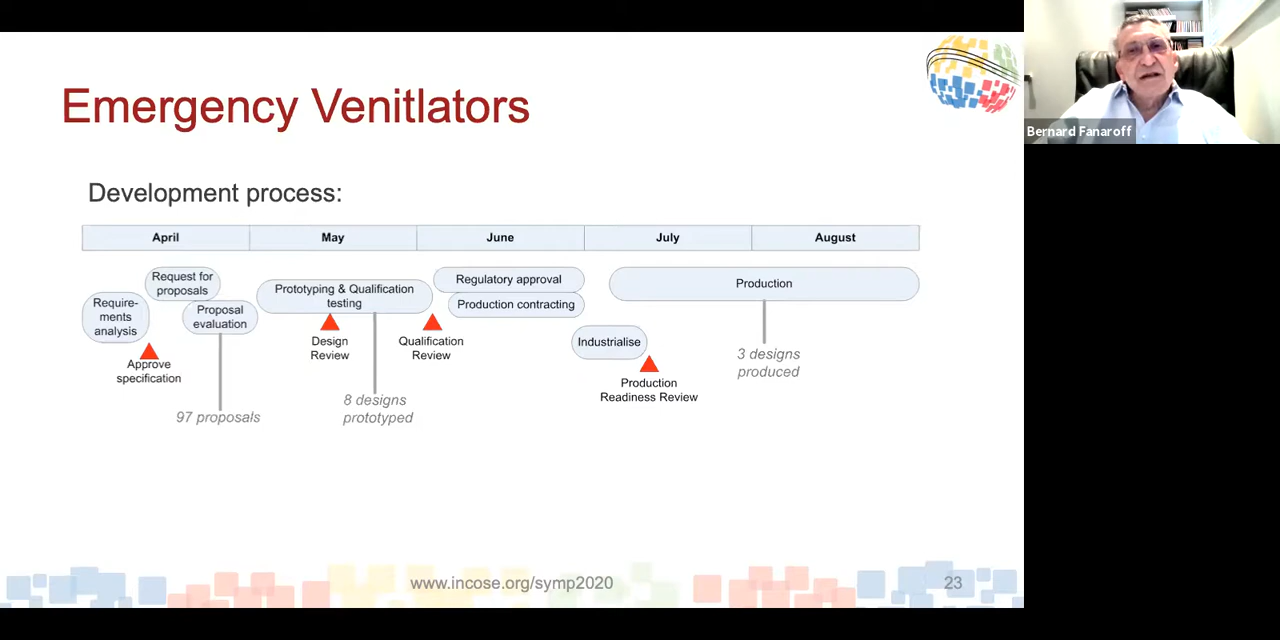 Emergency Venitlators
Bernard Fanaroff
Development process:
April
May
June
July
August
Request for
proposals
Require-
ments
analysis
Proposal
evaluation
Approve
specification
97 proposals
Prototyping & Qualification
testing
Design
Review
Qualification
Review
8 designs
prototyped
Regulatory approval
Production contracting
Industrialise
Production
Readiness Review
Production
3 designs
produced
www.incose.org/symp2020
23